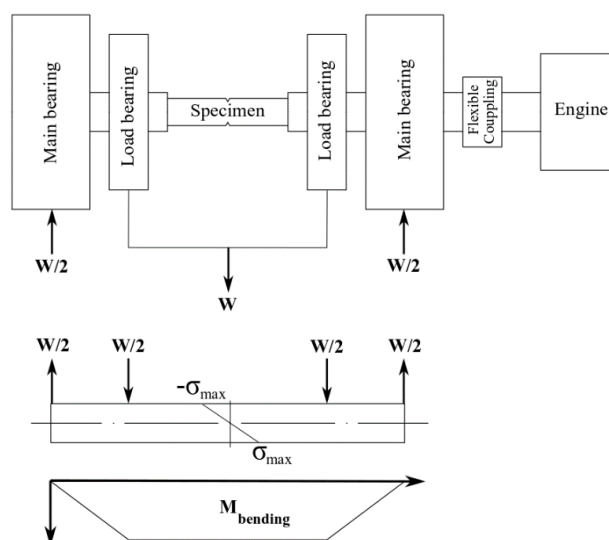 Main bearing
Load bearing
Specimen
Load bearing
Main bearing
Flexible
Couppling
Engine
W/2
W
W/2
W/2
W/2
W/2
W/2
-σmax
σmax
Mbending